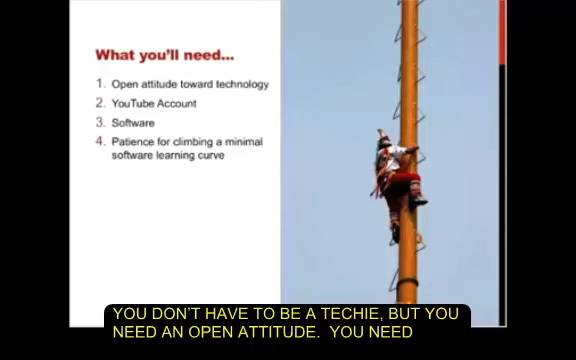 What you'll need...
1. Open attitude toward technology
2. YouTube Account
3. Software
4. Patience for climbing a minimal
software learning curve
YOU DON'T HAVE TO BE A TECHIE, BUT YOU
NEED AN OPEN ATTITUDE. YOU NEED